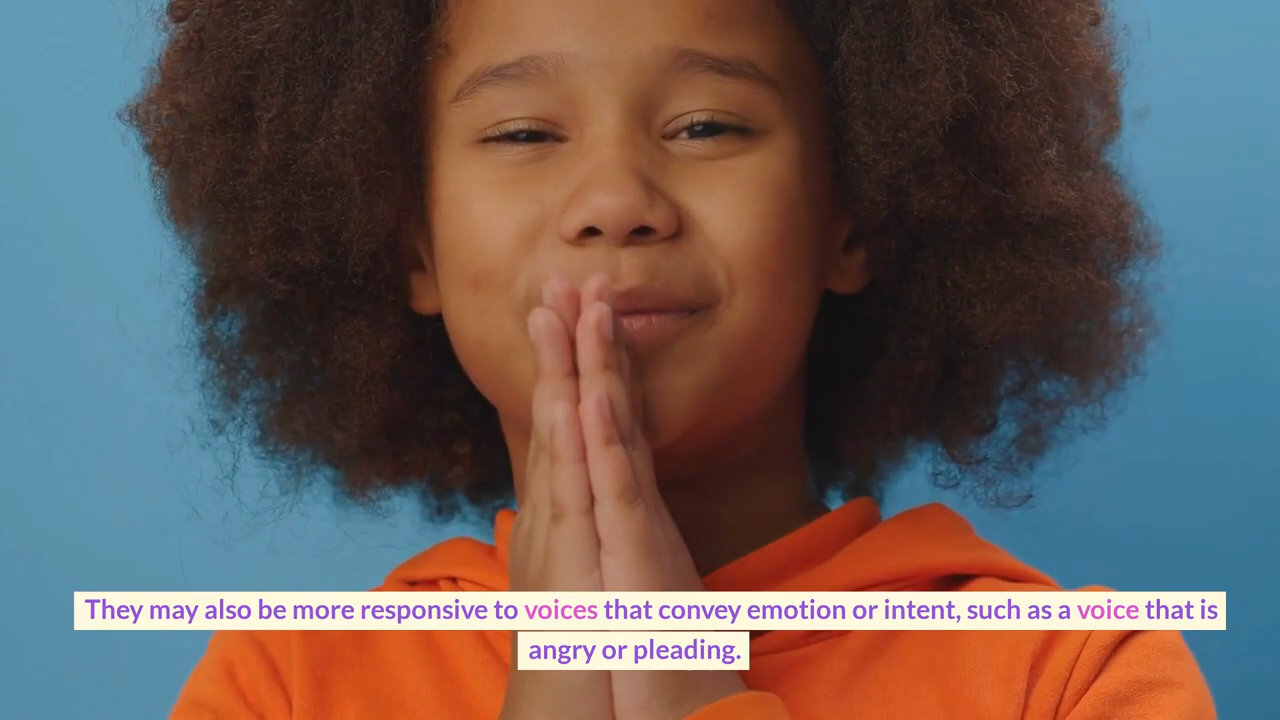 They may also be more responsive to voices that convey emotion or intent, such as a voice that is
angry or pleading.